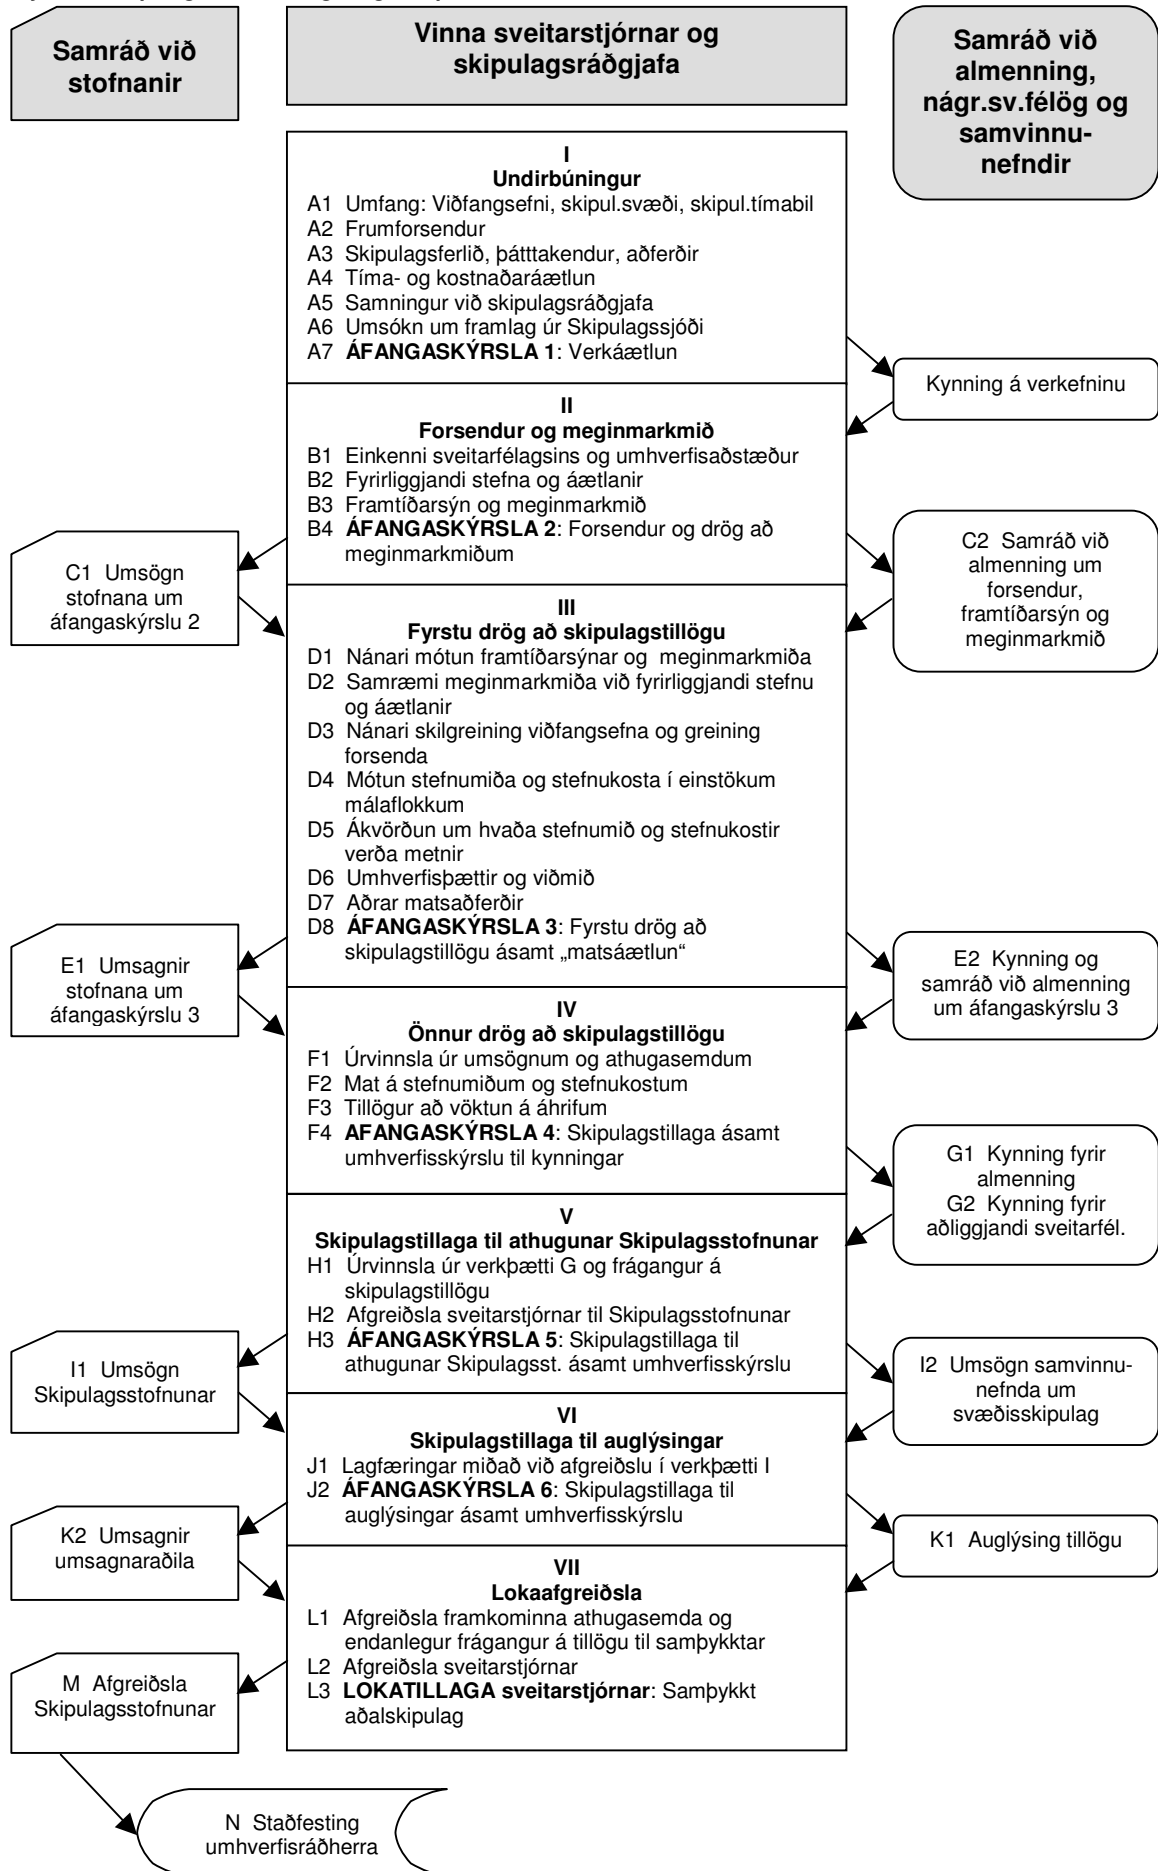 Samráð við
stofnanir
Vinna sveitarstjórnar og
skipulagsráðgjafa
Samráð við
almenning,
nágr.sv.félög og
samvinnu-
nefndir
I
Undirbúningur
A1 Umfang: Viðfangsefni, skipul.svæði, skipul.tímabil
A2 Frumforsendur
A3 Skipulagsferlið, þátttakendur, aðferðir
A4 Tíma- og kostnaðaráætlun
A5 Samningur við skipulagsráðgjafa
A6 Umsókn um framlag úr Skipulagssjóði
A7 ÁFANGASKÝRSLA 1: Verkáætlun
Kynning á verkefninu
II
Forsendur og meginmarkmið
B1 Einkenni sveitarfélagsins og umhverfisaðstæður
B2 Fyrirliggjandi stefna og áætlanir
B3 Framtíðarsýn og meginmarkmið
B4 ÁFANGASKÝRSLA 2: Forsendur og drög að
meginmarkmiðum
C1 Umsögn
stofnana um
áfangaskýrslu 2
C2 Samráð við
almenning um
forsendur,
framtíðarsýn og
meginmarkmið
III
Fyrstu drög að skipulagstillögu
D1 Nánari mótun framtíðarsýnar og meginmarkmiða
D2 Samræmi meginmarkmiða við fyrirliggjandi stefnu
og áætlanir
D3 Nánari skilgreining viðfangsefna og greining
forsenda
D4 Mótun stefnumiða og stefnukosta í einstökum
málaflokkum
D5 Ákvörðun um hvaða stefnumið og stefnukostir
verða metnir
D6 Umhverfisþættir og viðmið
D7 Aðrar matsaðferðir
D8 ÁFANGASKÝRSLA 3: Fyrstu drög að
skipulagstillögu ásamt „matsáætlun“
E1 Umsagnir
stofnana um
áfangaskýrslu 3
E2 Kynning og
samráð við almenning
um áfangaskýrslu 3
IV
Önnur drög að skipulagstillögu
F1 Úrvinnsla úr umsögnum og athugasemdum
F2 Mat á stefnumiðum og stefnukostum
F3 Tillögur að vöktun á áhrifum
F4 AFANGASKÝRSLA 4: Skipulagstillaga ásamt
umhverfisskýrslu til kynningar
G1 Kynning fyrir
almenning
G2 Kynning fyrir
aðliggjandi sveitarfél.
V
Skipulagstillaga til athugunar Skipulagsstofnunar
H1 Úrvinnsla úr verkþætti G og frágangur á
skipulagstillögu
H2 Afgreiðsla sveitarstjórnar til Skipulagsstofnunar
H3 ÁFANGASKÝRSLA 5: Skipulagstillaga til
athugunar Skipulagsst. ásamt umhverfisskýrslu
I1 Umsögn
Skipulagsstofnunar
I2 Umsögn samvinnu-
nefnda um
svæðisskipulag
VI
Skipulagstillaga til auglýsingar
J1 Lagfæringar miðað við afgreiðslu í verkþætti I
J2 ÁFANGASKÝRSLA 6: Skipulagstillaga til
auglýsingar ásamt umhverfisskýrslu
K2 Umsagnir
umsagnaraðila
K1 Auglýsing tillögu
VII
Lokaafgreiðsla
L1 Afgreiðsla framkominna athugasemda og
endanlegur frágangur á tillögu til samþykktar
L2 Afgreiðsla sveitarstjórnar
L3 LOKATILLAGA sveitarstjórnar: Samþykkt
aðalskipulag
M Afgreiðsla
Skipulagsstofnunar
N Staðfesting
umhverfisráðherra